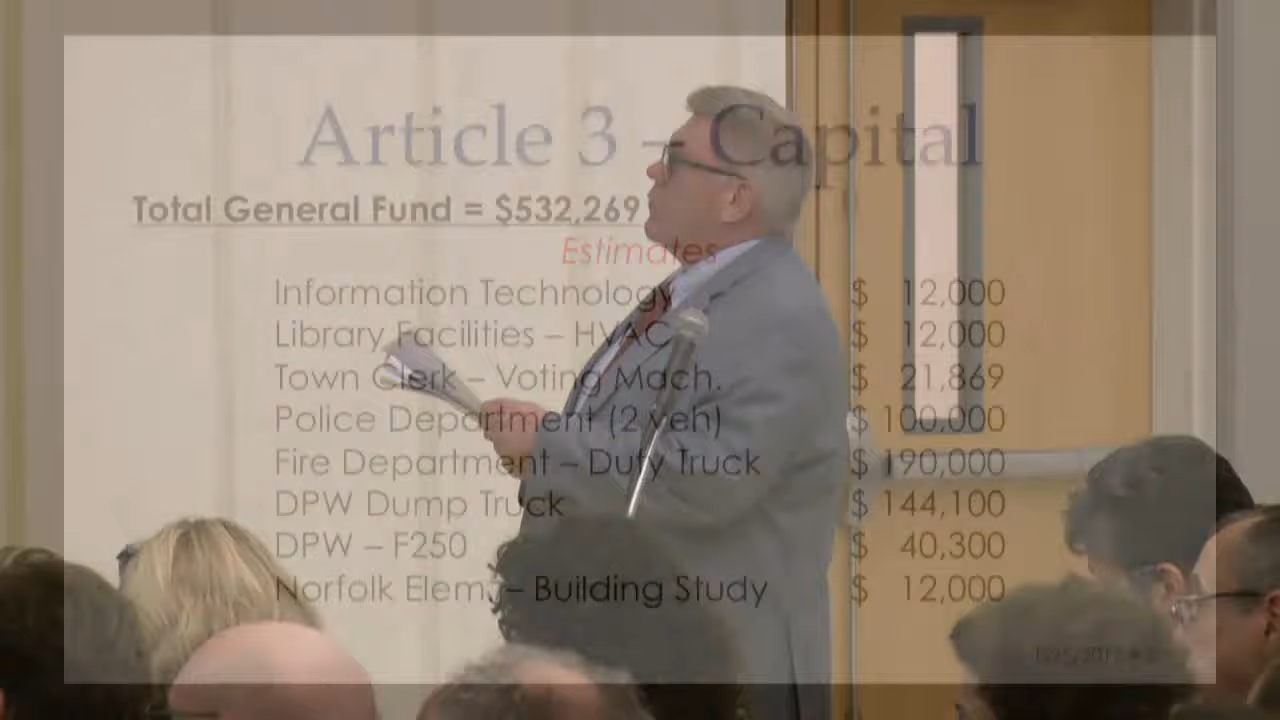 Article 3 – Capital
Total General Fund = $532,269
Estimates
Information Technology $ 12,000
Library Facilities – HVAC $ 12,000
Town Clerk – Voting Mach. $ 21,869
Police Department (2 veh) $ 100,000
Fire Department – Duty Truck $ 190,000
DPW Dump Truck $ 144,100
DPW – F250 $ 40,300
Norfolk Elem. – Building Study $ 12,000